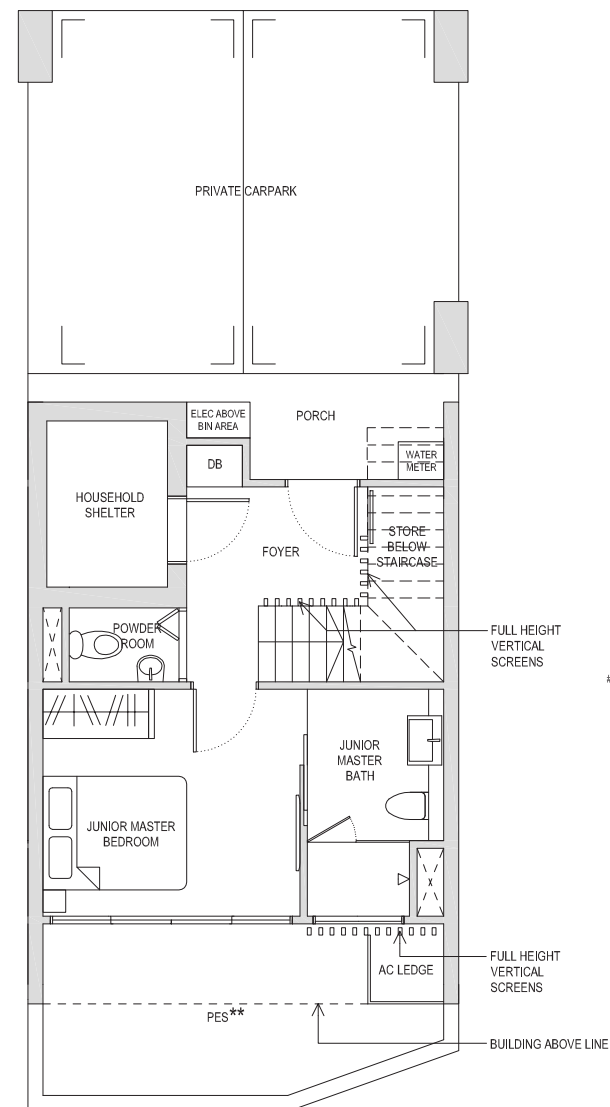 PRIVATE CARPARK
ELEC ABOVE
BIN AREA
PORCH
DB
WATER
METER
HOUSEHOLD
SHELTER
FOYER
STORE
BELOW
STAIRCASE
POWDER
ROOM
FULL HEIGHT
VERTICAL
SCREENS
#
JUNIOR
MASTER
BATH
JUNIOR MASTER
BEDROOM
AC LEDGE
FULL HEIGHT
VERTICAL
SCREENS
PES**
BUILDING ABOVE LINE